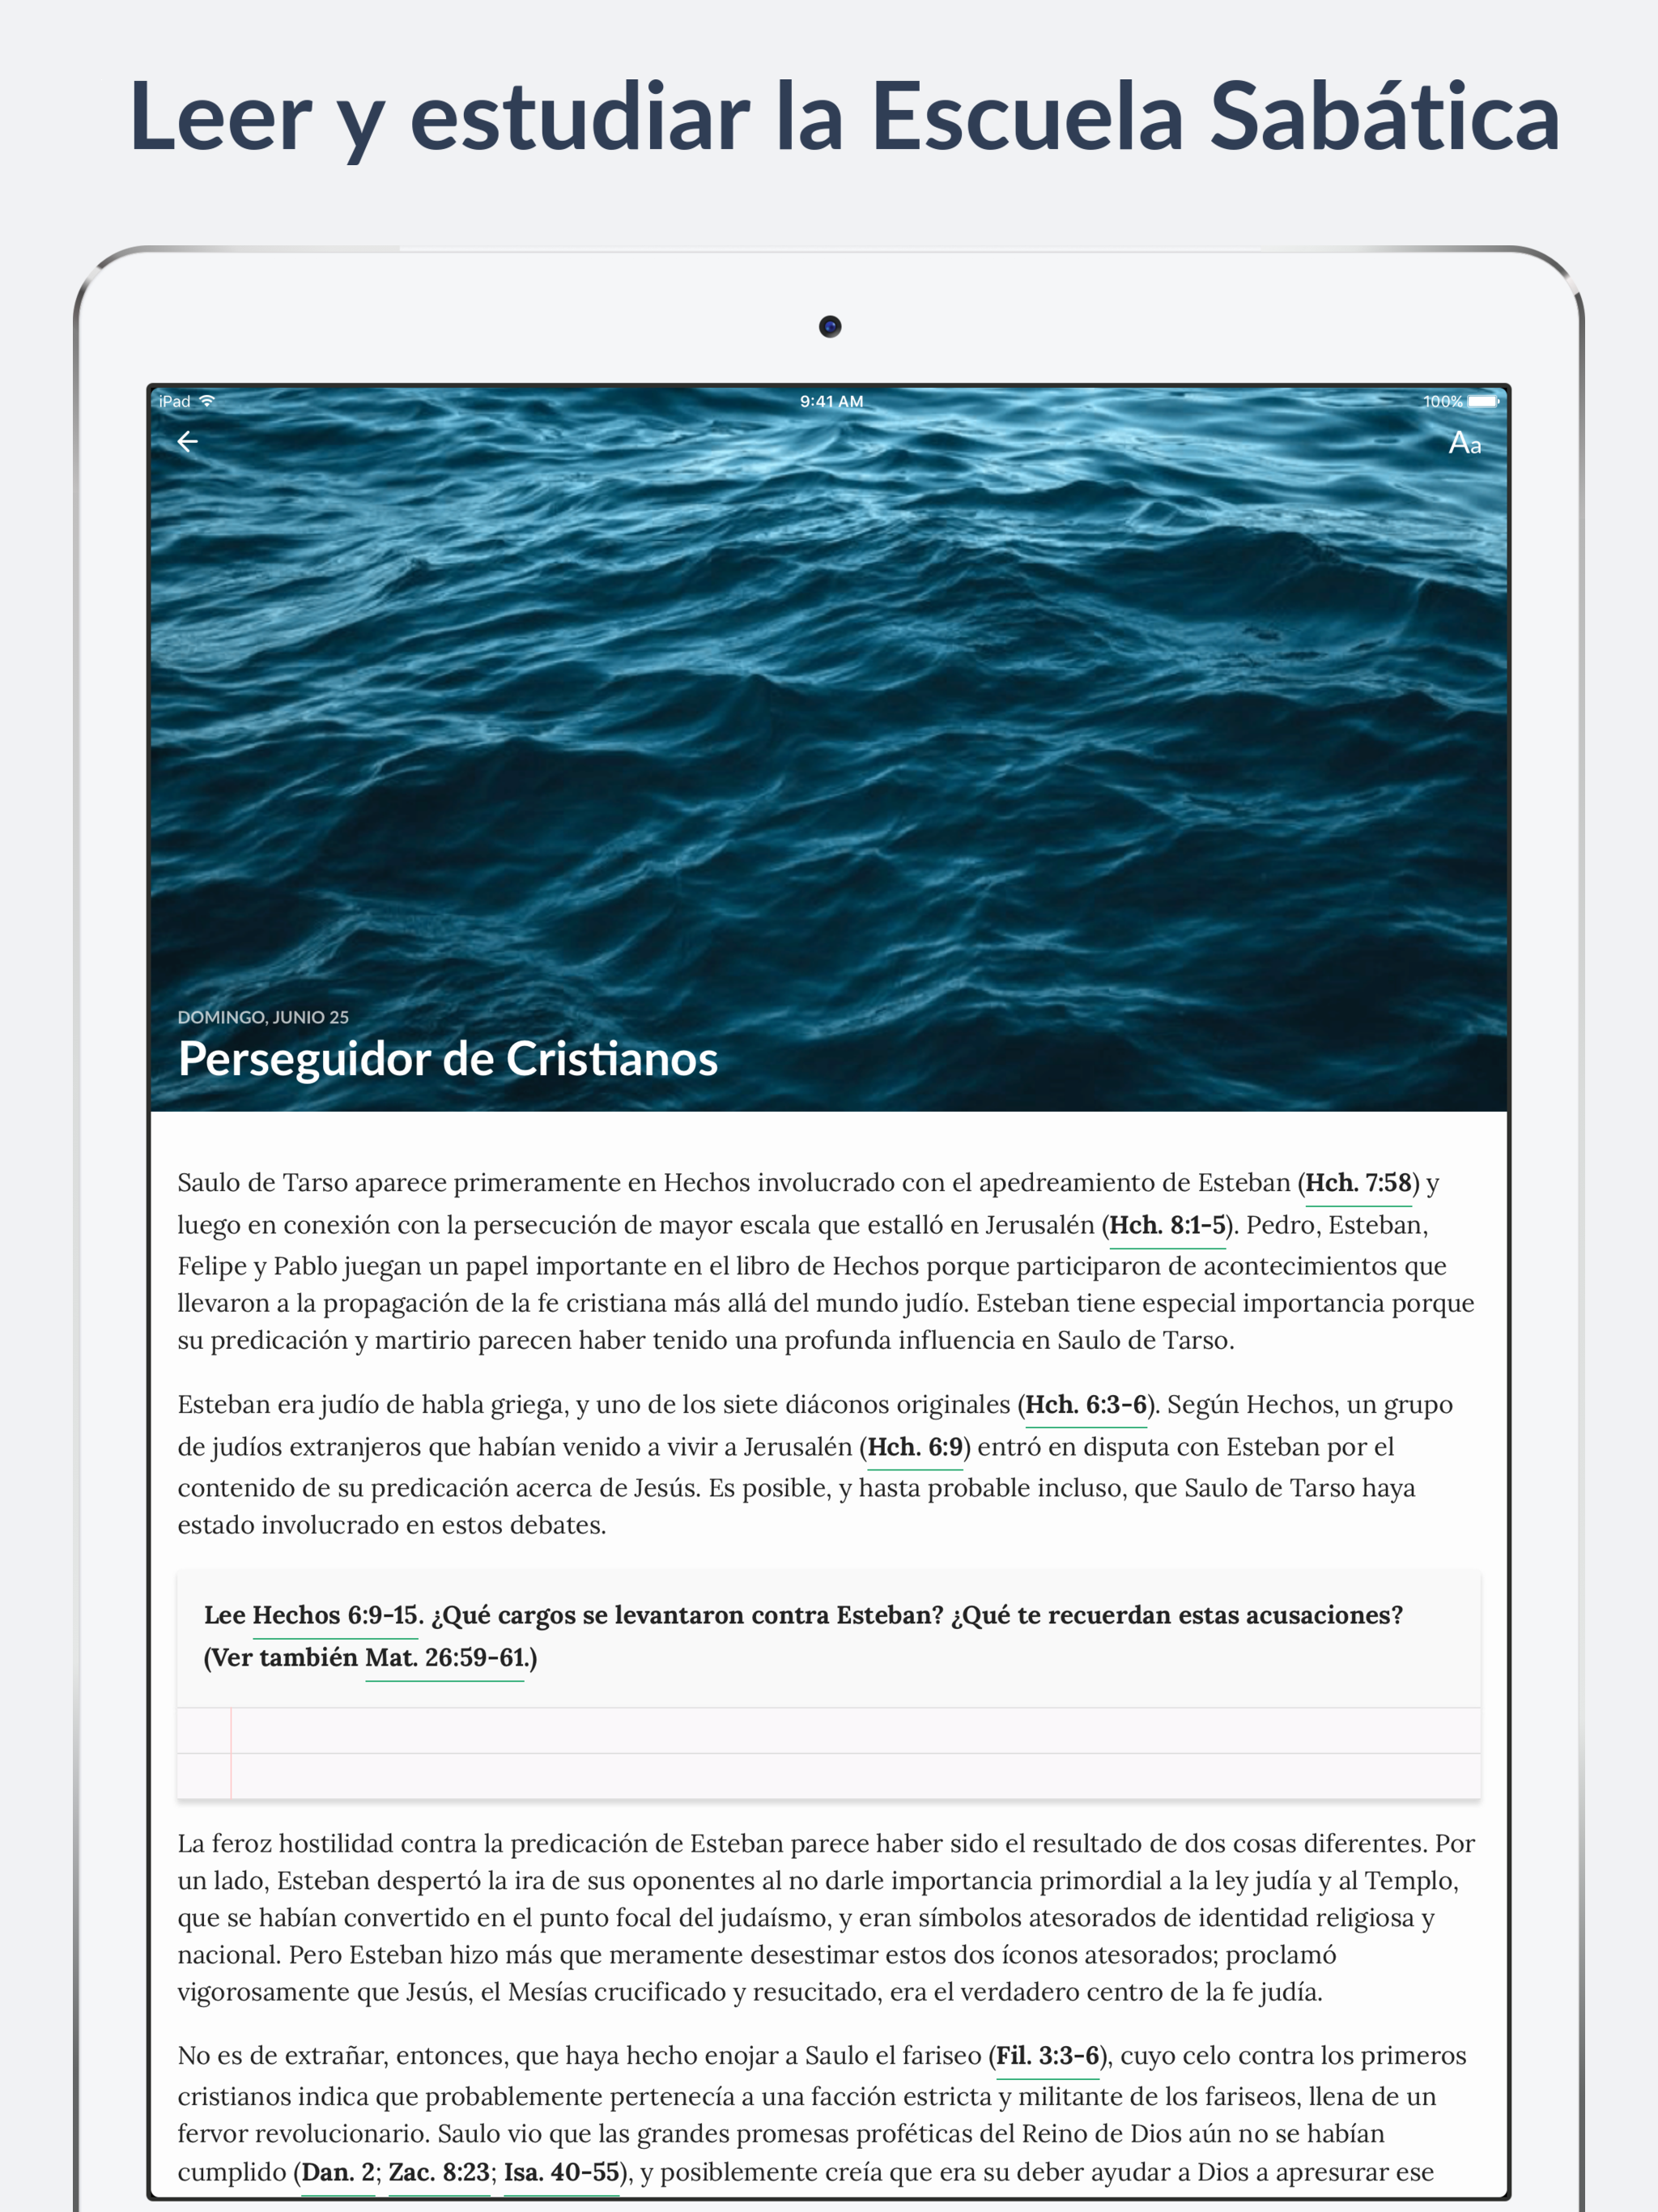 Leer y estudiar la Escuela Sabática
iPad
9:41 AM
100%
Aa
DOMINGO, JUNIO 25
Perseguidor de Cristianos
Saulo de Tarso aparece primeramente en Hechos involucrado con el apedreamiento de Esteban (Hch. 7:58) y
luego en conexión con la persecución de mayor escala que estalló en Jerusalén (Hch. 8:1-5). Pedro, Esteban,
Felipe y Pablo juegan un papel importante en el libro de Hechos porque participaron de acontecimientos que
llevaron a la propagación de la fe cristiana más allá del mundo judío. Esteban tiene especial importancia porque
su predicación y martirio parecen haber tenido una profunda influencia en Saulo de Tarso.
Esteban era judío de habla griega, y uno de los siete diáconos originales (Hch. 6:3-6). Según Hechos, un grupo
de judíos extranjeros que habían venido a vivir a Jerusalén (Hch. 6:9) entró en disputa con Esteban por el
contenido de su predicación acerca de Jesús. Es posible, y hasta probable incluso, que Saulo de Tarso haya
estado involucrado en estos debates.
Lee Hechos 6:9-15. ¿Qué cargos se levantaron contra Esteban? ¿Qué te recuerdan estas acusaciones?
(Ver también Mat. 26:59-61.)
La feroz hostilidad contra la predicación de Esteban parece haber sido el resultado de dos cosas diferentes. Por
un lado, Esteban despertó la ira de sus oponentes al no darle importancia primordial a la ley judía y al Templo,
que se habían convertido en el punto focal del judaísmo, y eran símbolos atesorados de identidad religiosa y
nacional. Pero Esteban hizo más que meramente desestimar estos dos íconos atesorados; proclamó
vigorosamente que Jesús, el Mesías crucificado y resucitado, era el verdadero centro de la fe judía.
No es de extrañar, entonces, que haya hecho enojar a Saulo el fariseo (Fil. 3:3-6), cuyo celo contra los primeros
cristianos indica que probablemente pertenecía a una facción estricta y militante de los fariseos, llena de un
fervor revolucionario. Saulo vio que las grandes promesas proféticas del Reino de Dios aún no se habían
cumplido (Dan. 2; Zac. 8:23; Isa. 40-55), y posiblemente creía que era su deber ayudar a Dios a apresurar ese